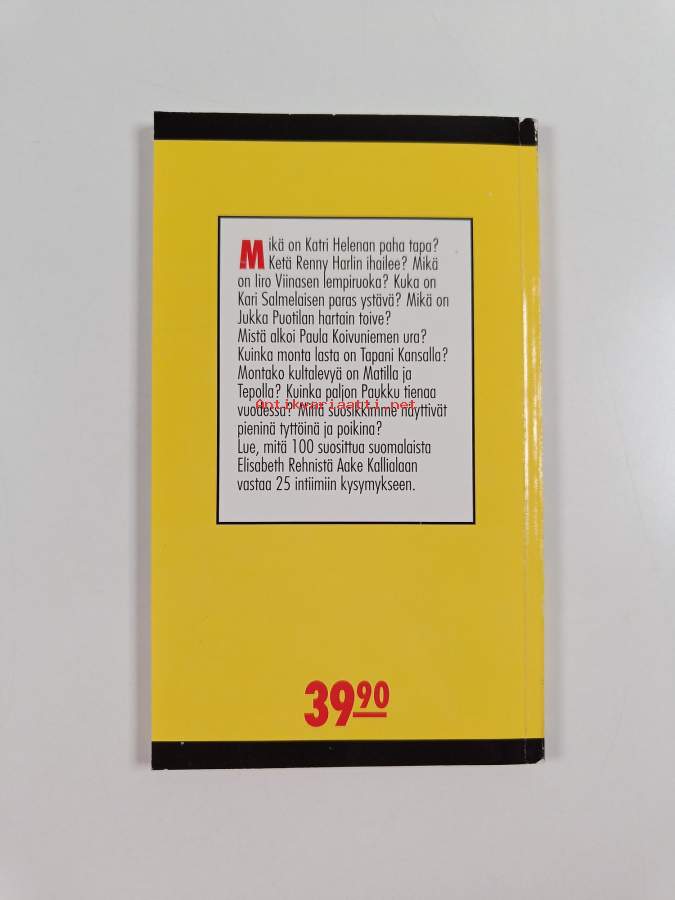 Mikä on Katri Helenan paha tapa?
Ketä Renny Harlin ihailee? Mikä
on Iiro Viinasen lempiruoka? Kuka on
Kari Salmelaisen paras ystävä? Mikä on
Jukka Puotilan hartain toive?
Mistä alkoi Paula Koivuniemen ura?
Kuinka monta lasta on Tapani Kansalla?
Montako kultalevyä on Matilla ja
Tepolla? Kuinka paljon Paukku tienaa
Antikvariaatti.net
vuodessa? Miltä suosikkimme näyttivät
pieninä tyttöinä ja poikina?
Lue, mitä 100 suosittua suomalaista
Elisabeth Rehnistä Aake Kallialaan
vastaa 25 intiimiin kysymykseen.
39 90